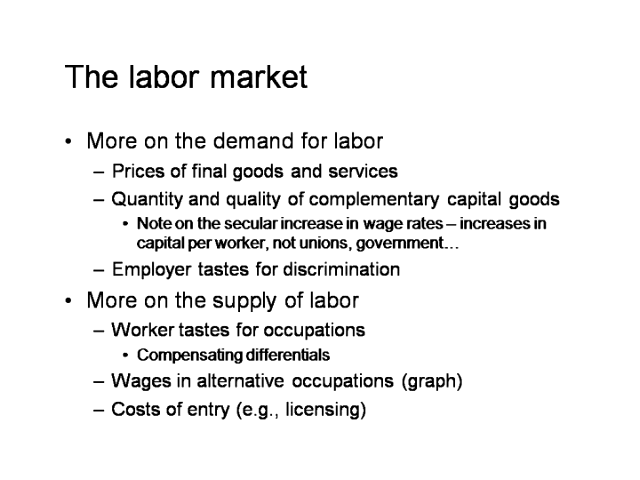 The labor market
• More on the demand for labor
– Prices of final goods and services
– Quantity and quality of complementary capital goods
• Note on the secular increase in wage rates – increases in
capital per worker, not unions, government…
– Employer tastes for discrimination
• More on the supply of labor
– Worker tastes for occupations
• Compensating differentials
– Wages in alternative occupations (graph)
– Costs of entry (e.g., licensing)